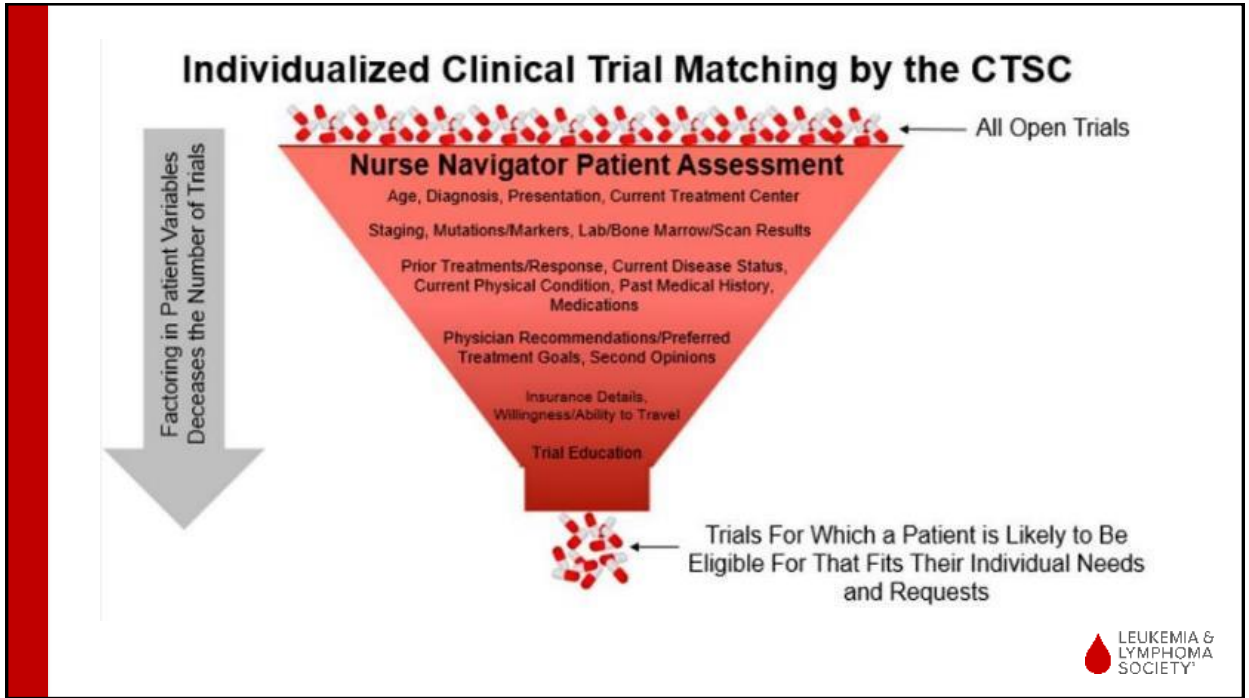 Individualized Clinical Trial Matching by the CTSC
All Open Trials
Nurse Navigator Patient Assessment
Age, Diagnosis, Presentation, Current Treatment Center
Staging, Mutations/Markers, Lab/Bone Marrow/Scan Results
Prior Treatments/Response, Current Disease Status,
Current Physical Condition, Past Medical History,
Medications
Physician Recommendations/Preferred
Treatment Goals, Second Opinions
Insurance Details,
Willingness/Ability to Travel
Trial Education
Factoring in Patient Variables
Deceases the Number of Trials
Trials For Which a Patient is Likely to Be
Eligible For That Fits Their Individual Needs
and Requests
LEUKEMIA &
LYMPHOMA
SOCIETY®